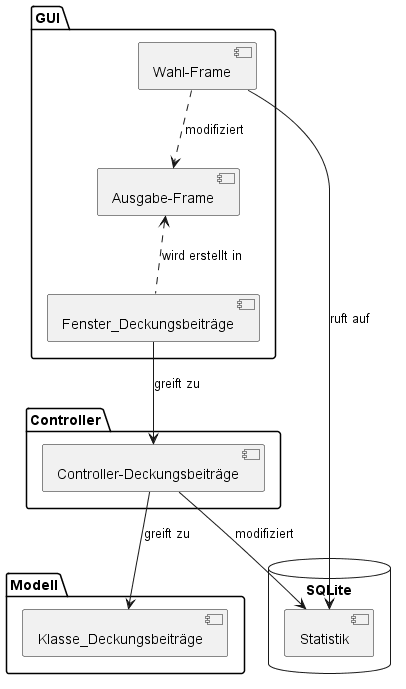 GUI
Wahl-Frame
modifiziert
Ausgabe-Frame
wird erstellt in
Fenster_Deckungsbeiträge
ruft auf
greift zu
Controller
Controller-Deckungsbeiträge
greift zu
modifiziert
Modell
SQLite
Klasse_Deckungsbeiträge
Statistik